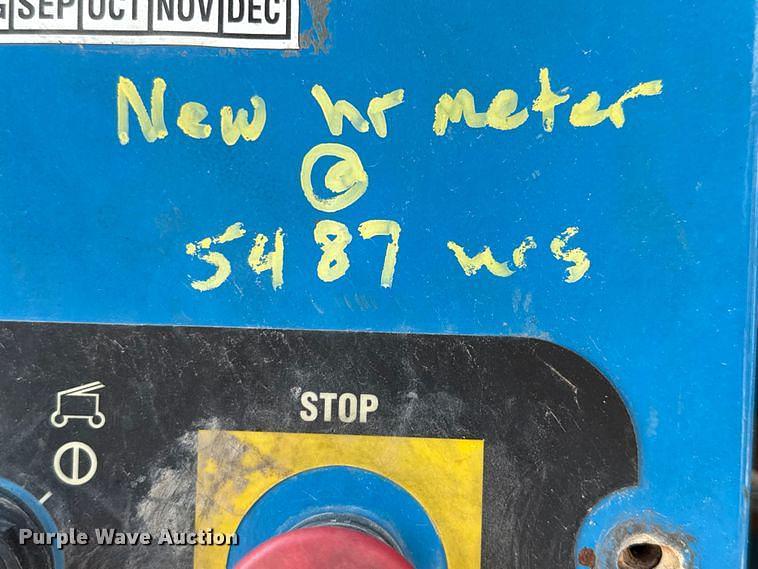 SEP OCT NOV DEC
New hr meter
@
5487 hrs
STOP
Purple Wave Auction